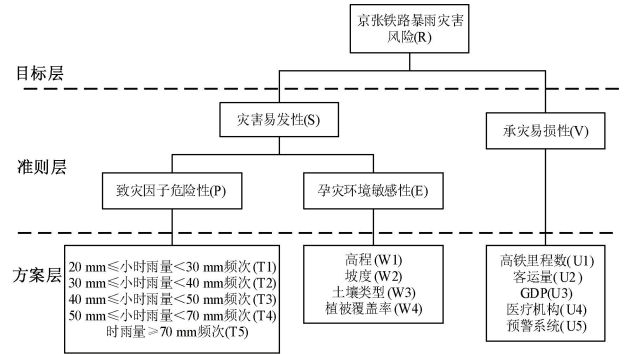 京张铁路暴雨灾害
风险(R)
目标层
灾害易发性(S)
承灾易损性(V)
准则层
致灾因子危险性(P)
孕灾环境敏感性(E)
方案层
20 mm≤小时雨量<30 mm频次(T1)
30 mm≤小时雨量<40 mm频次(T2)
40 mm≤小时雨量<50 mm频次(T3)
50 mm≤小时雨量<70 mm频次(T4)
时雨量≥70 mm频次(T5)
高程(W1)
坡度(W2)
土壤类型(W3)
植被覆盖率(W4)
高铁里程数(U1)
客运量(U2)
GDP(U3)
医疗机构(U4)
预警系统(U5)